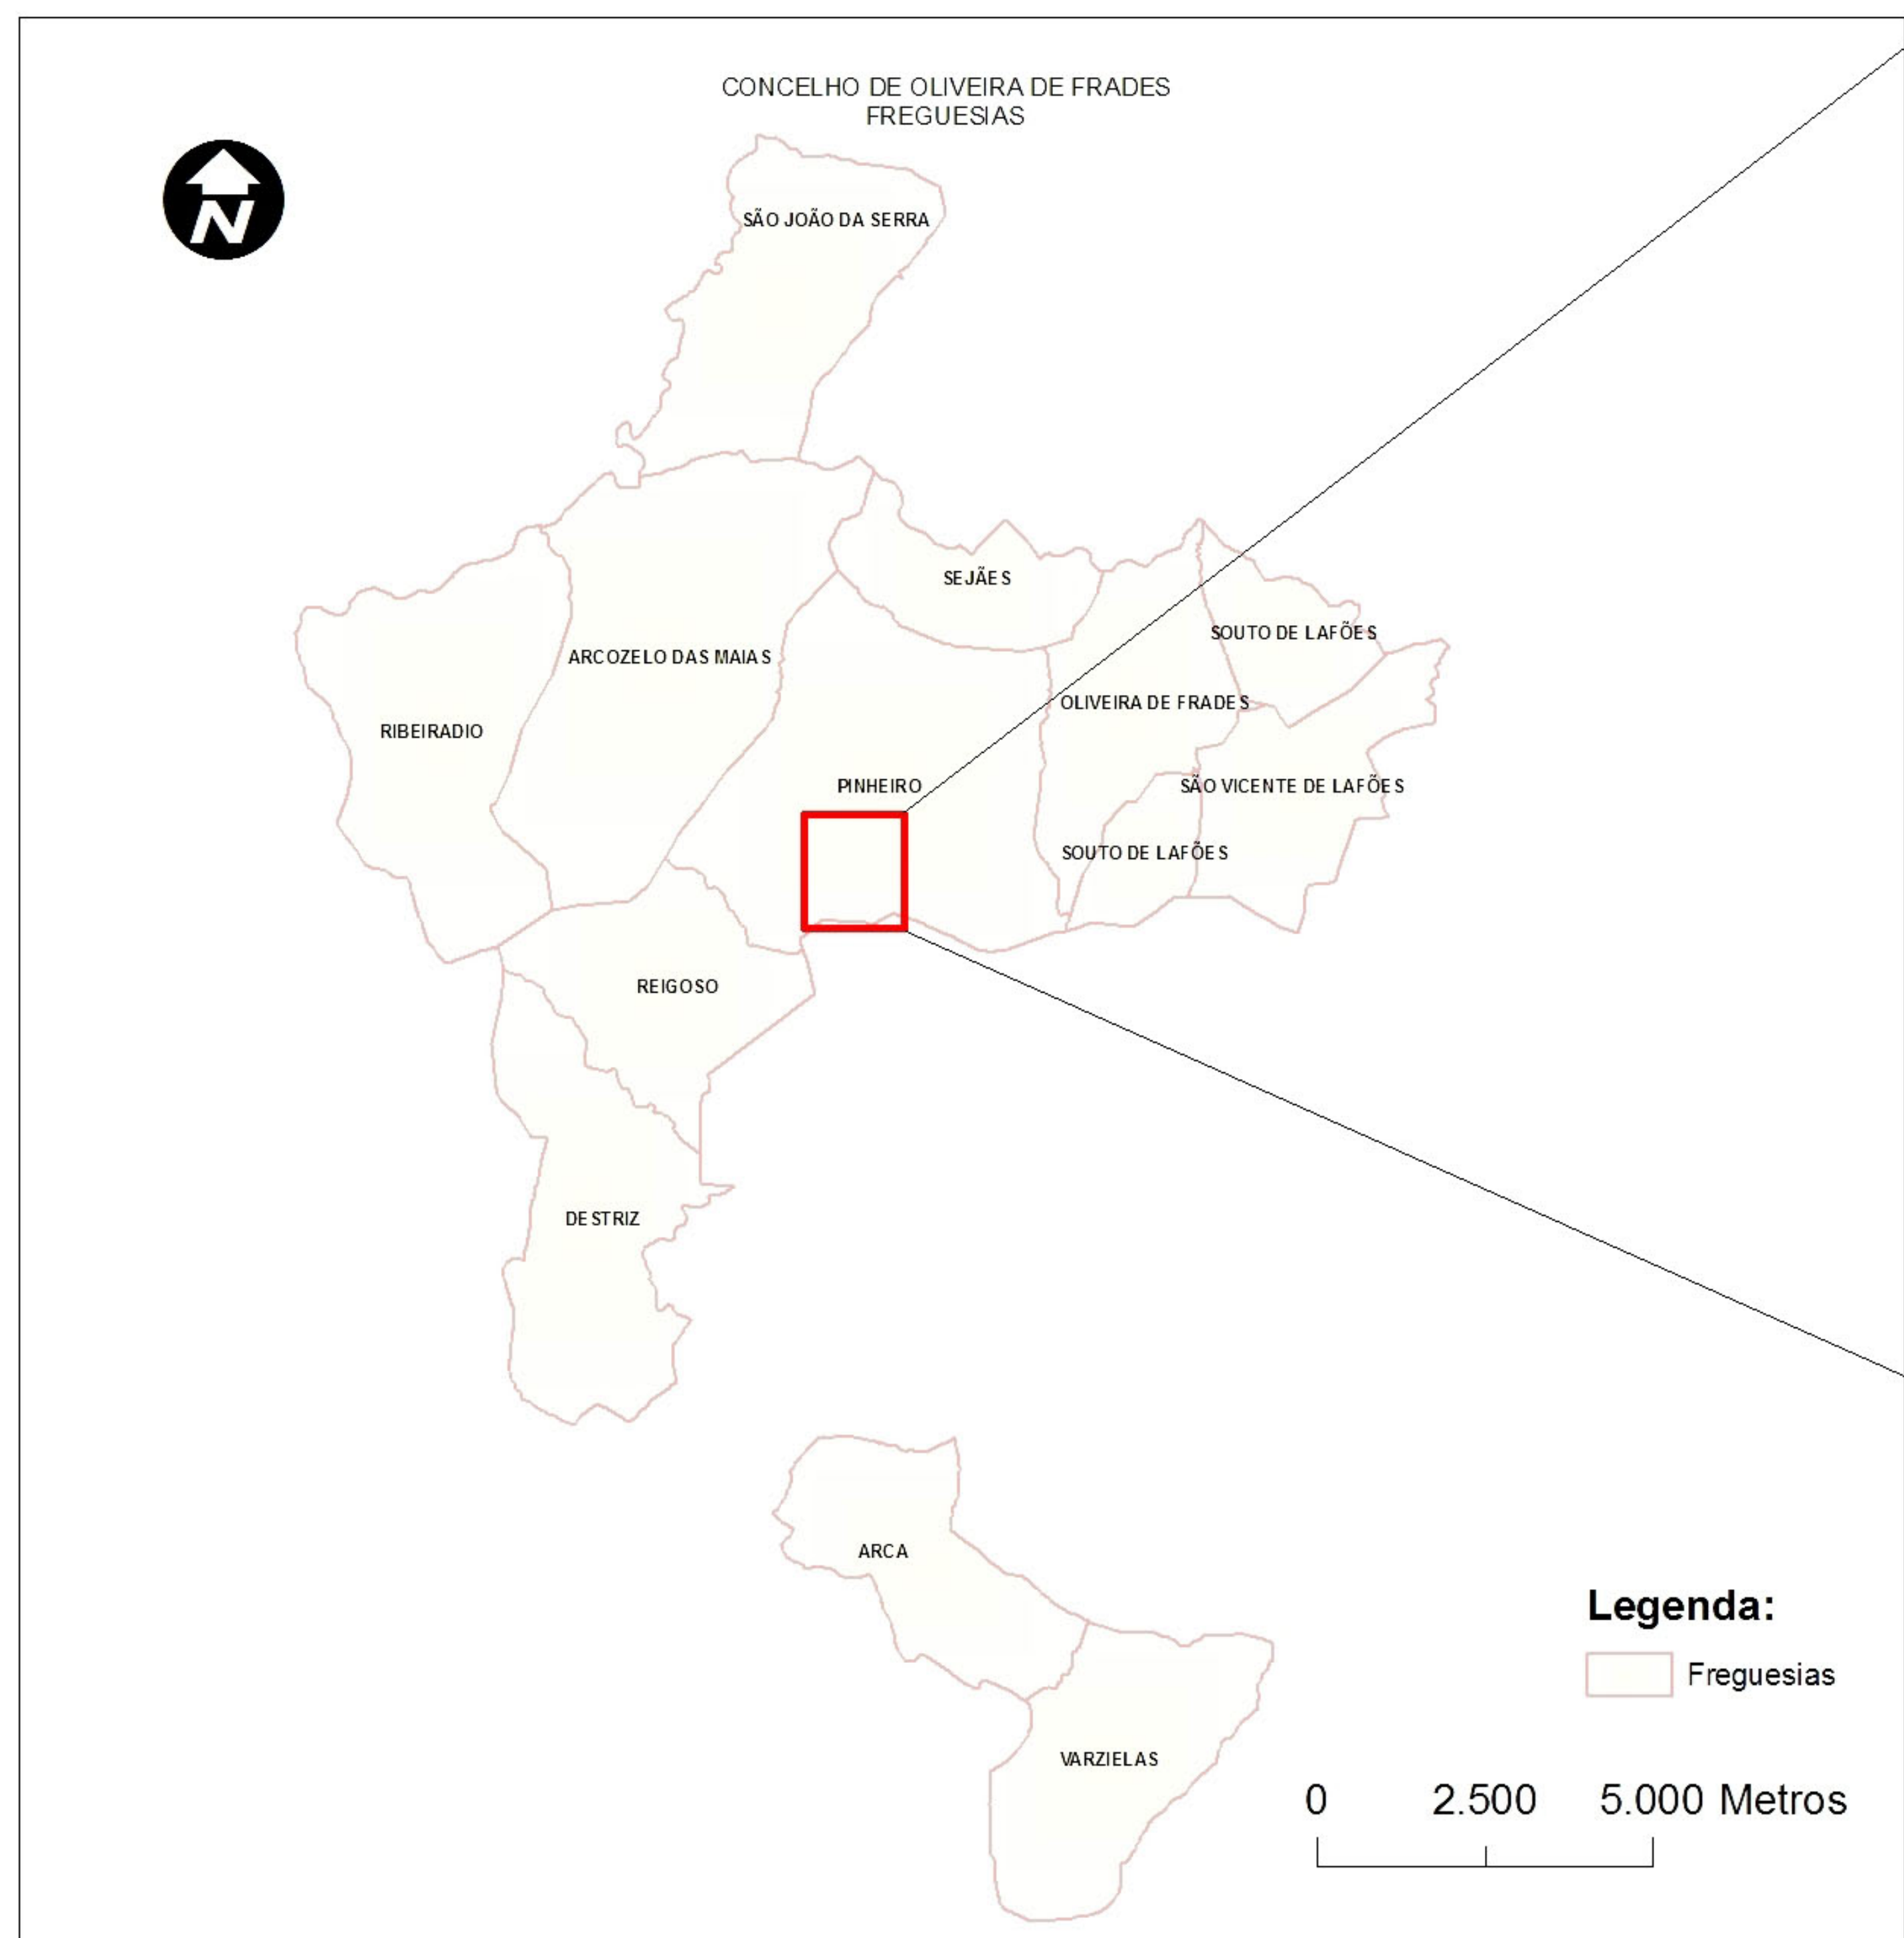 CONCELHO DE OLIVEIRA DE FRADES
FREGUESIAS
N
SÃO JOÃO DA SERRA
SEJÃES
SOUTO DE LAFÕES
ARCOZELO DAS MAIAS
OLIVEIRA DE FRADES
RIBEIRADIO
PINHEIRO
SÃO VICENTE DE LAFÕES
SOUTO DE LAFÕES
REIGOSO
DESTRIZ
ARCA
VARZIELAS
Legenda:
Freguesias
0 2.500 5.000 Metros